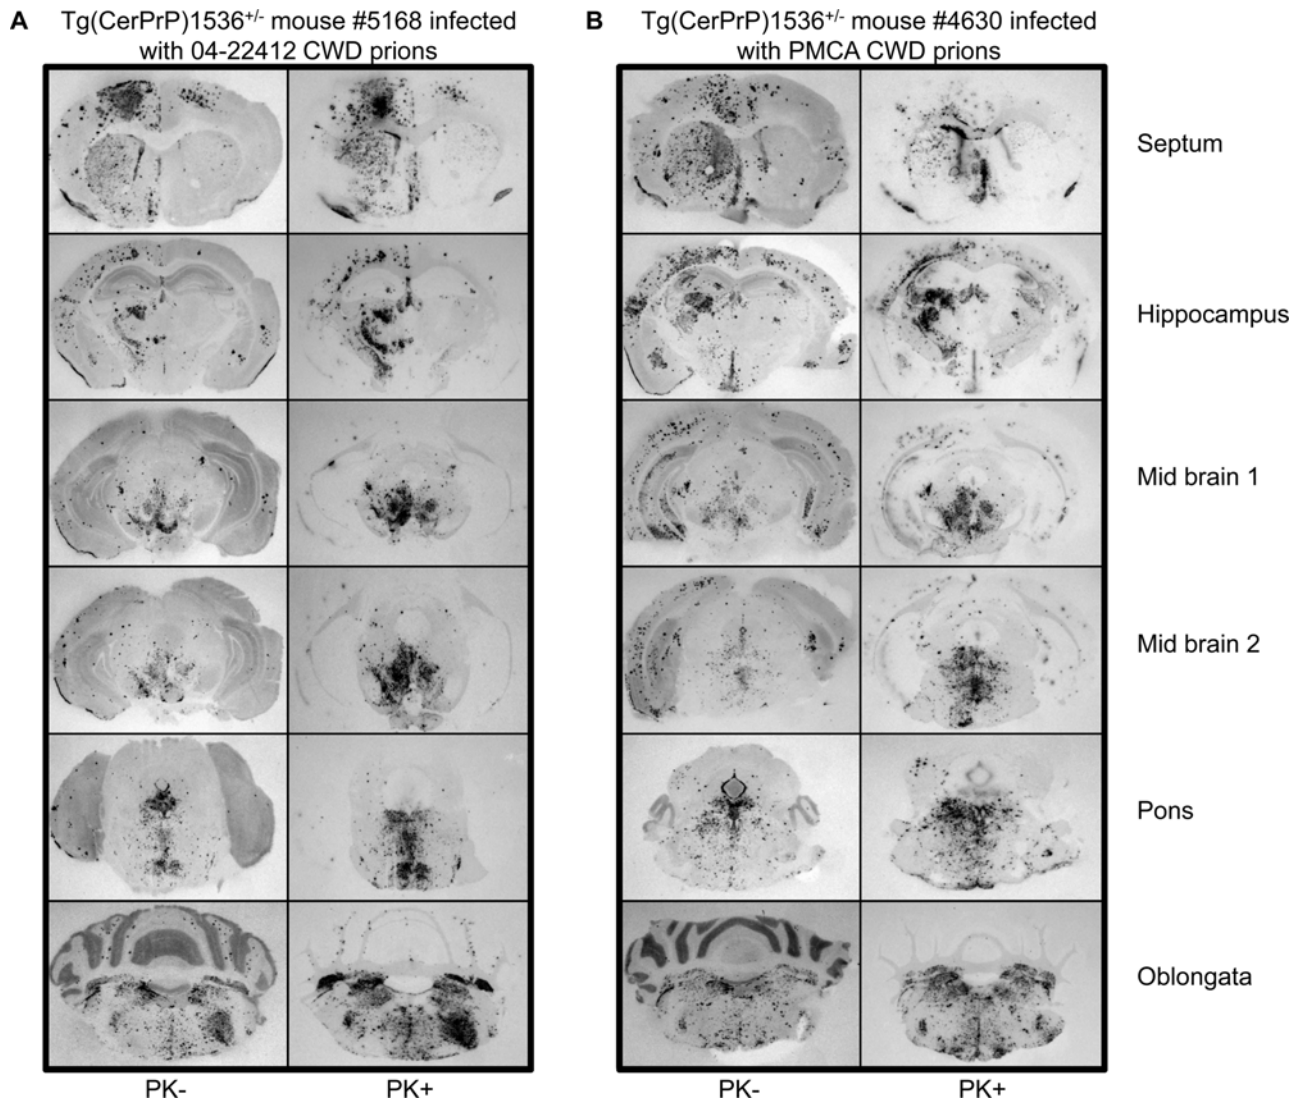 A Tg(CerPrP)1536+/- mouse #5168 infected
with 04-22412 CWD prions
B Tg(CerPrP)1536+/- mouse #4630 infected
with PMCA CWD prions
Septum
Hippocampus
Mid brain 1
Mid brain 2
Pons
Oblongata
PK-
PK+
PK-
PK+